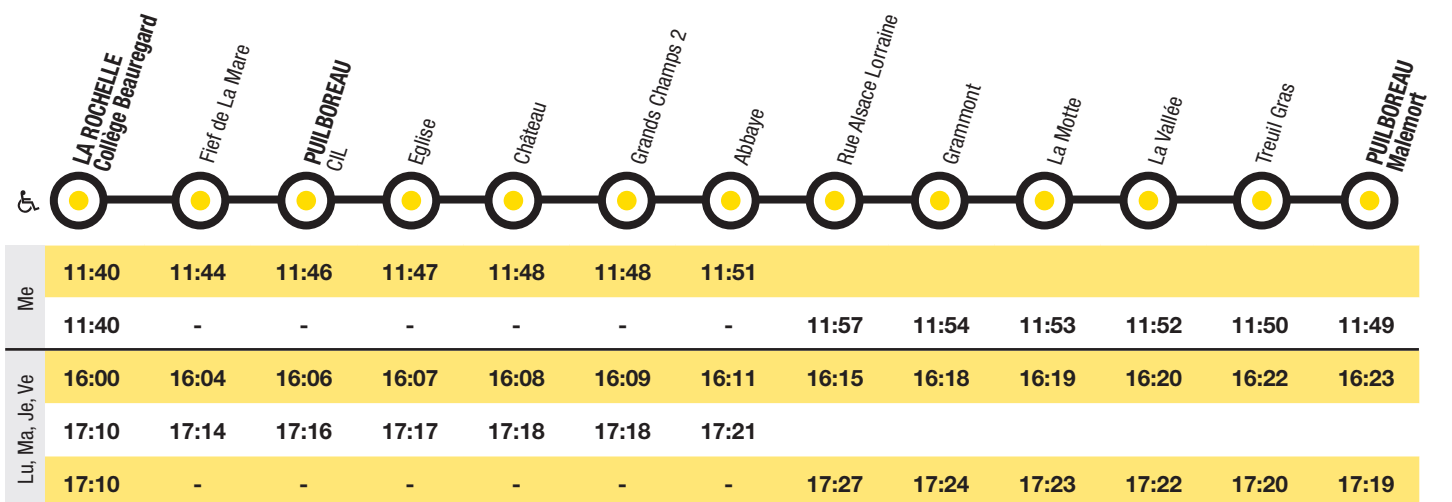 LA ROCHELLE
Collège Beauregard
Fief de La Mare
PUILBOREAU
CIL
Eglise
Château
Grands Champs 2
Abbaye
Rue Alsace Lorraine
Grammont
La Motte
La Vallée
Treuil Gras
PUILBOREAU
Malemort
Me
11:40 11:44 11:46 11:47 11:48 11:48 11:51
11:40 - - - - - - 11:57 11:54 11:53 11:52 11:50 11:49
Lu, Ma, Je, Ve
16:00 16:04 16:06 16:07 16:08 16:09 16:11 16:15 16:18 16:19 16:20 16:22 16:23
17:10 17:14 17:16 17:17 17:18 17:18 17:21
17:10 - - - - - - 17:27 17:24 17:23 17:22 17:20 17:19